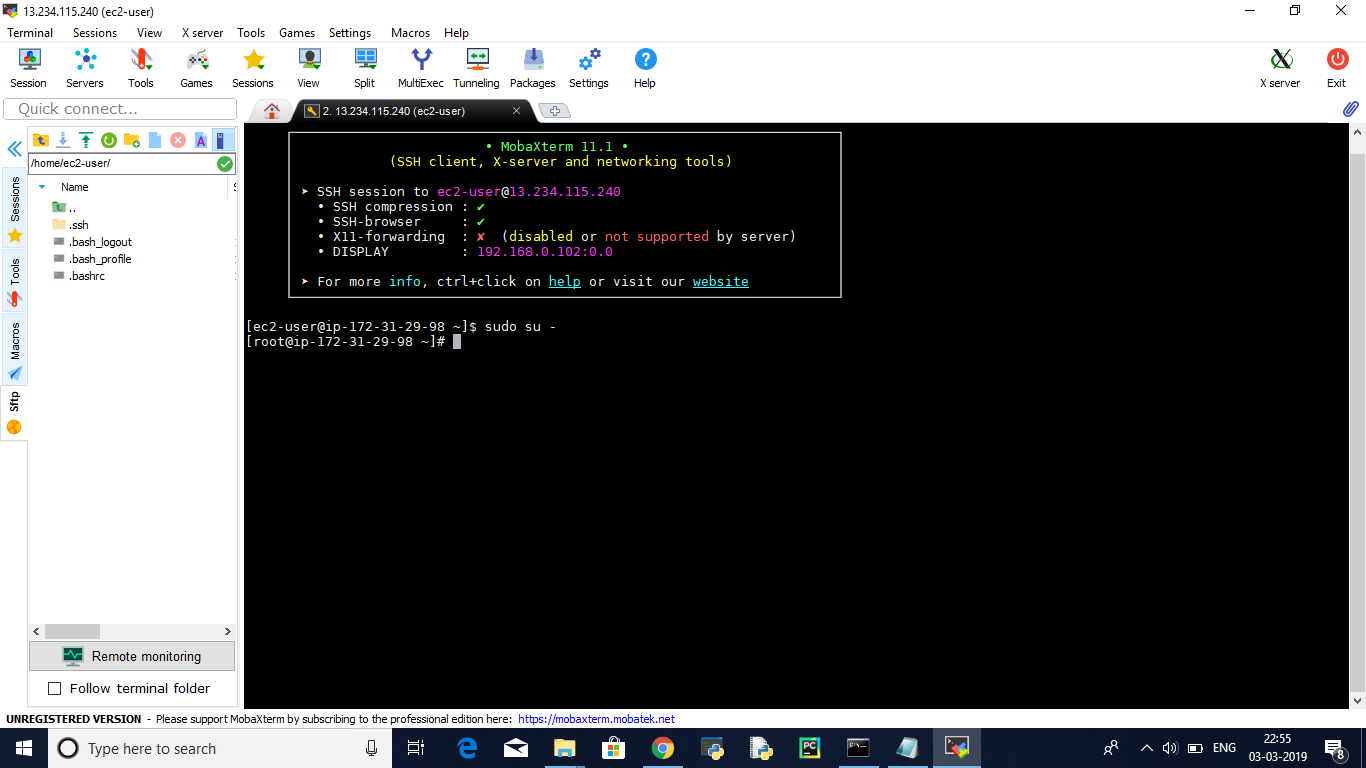 13.234.115.240 (ec2-user)
Terminal Sessions View X server Tools Games Settings Macros Help
Session Servers Tools Games Sessions View Split MultiExec Tunneling Packages Settings Help X server Exit
Quick connect...
2. 13.234.115.240 (ec2-user)
/home/ec2-user/
Name
..
.ssh
.bash_logout
.bash_profile
.bashrc
Sessions
Tools
Macros
Sftp
Remote monitoring
Follow terminal folder
• MobaXterm 11.1 •
(SSH client, X-server and networking tools)
➤ SSH session to ec2-user@13.234.115.240
• SSH compression : ✔
• SSH-browser : ✔
• X11-forwarding : ✘ (disabled or not supported by server)
• DISPLAY : 192.168.0.102:0.0
➤ For more info, ctrl+click on help or visit our website
[ec2-user@ip-172-31-29-98 ~]$ sudo su -
[root@ip-172-31-29-98 ~]#
UNREGISTERED VERSION - Please support MobaXterm by subscribing to the professional edition here: https://mobaxterm.mobatek.net
Type here to search
PC
ENG
22:55
03-03-2019
8